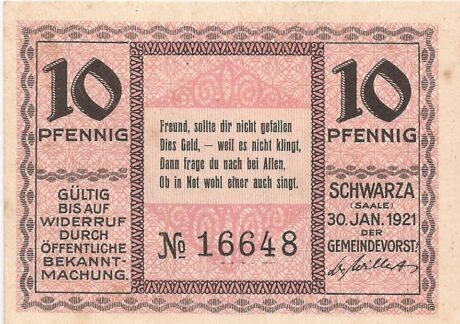 10
PFENNIG
GÜLTIG
BIS AUF
WIDERRUF
DURCH
ÖFFENTLICHE
BEKANNT-
MACHUNG.
Freund, sollte dir nicht gefallen
Dies Geld, – weil es nicht klingt,
Dann frage du nach bei Allen,
Ob in Not wohl einer auch singt.
№ 16648
10
PFENNIG
SCHWARZA
(SAALE)
30. JAN. 1921
DER
GEMEINDEVORST: